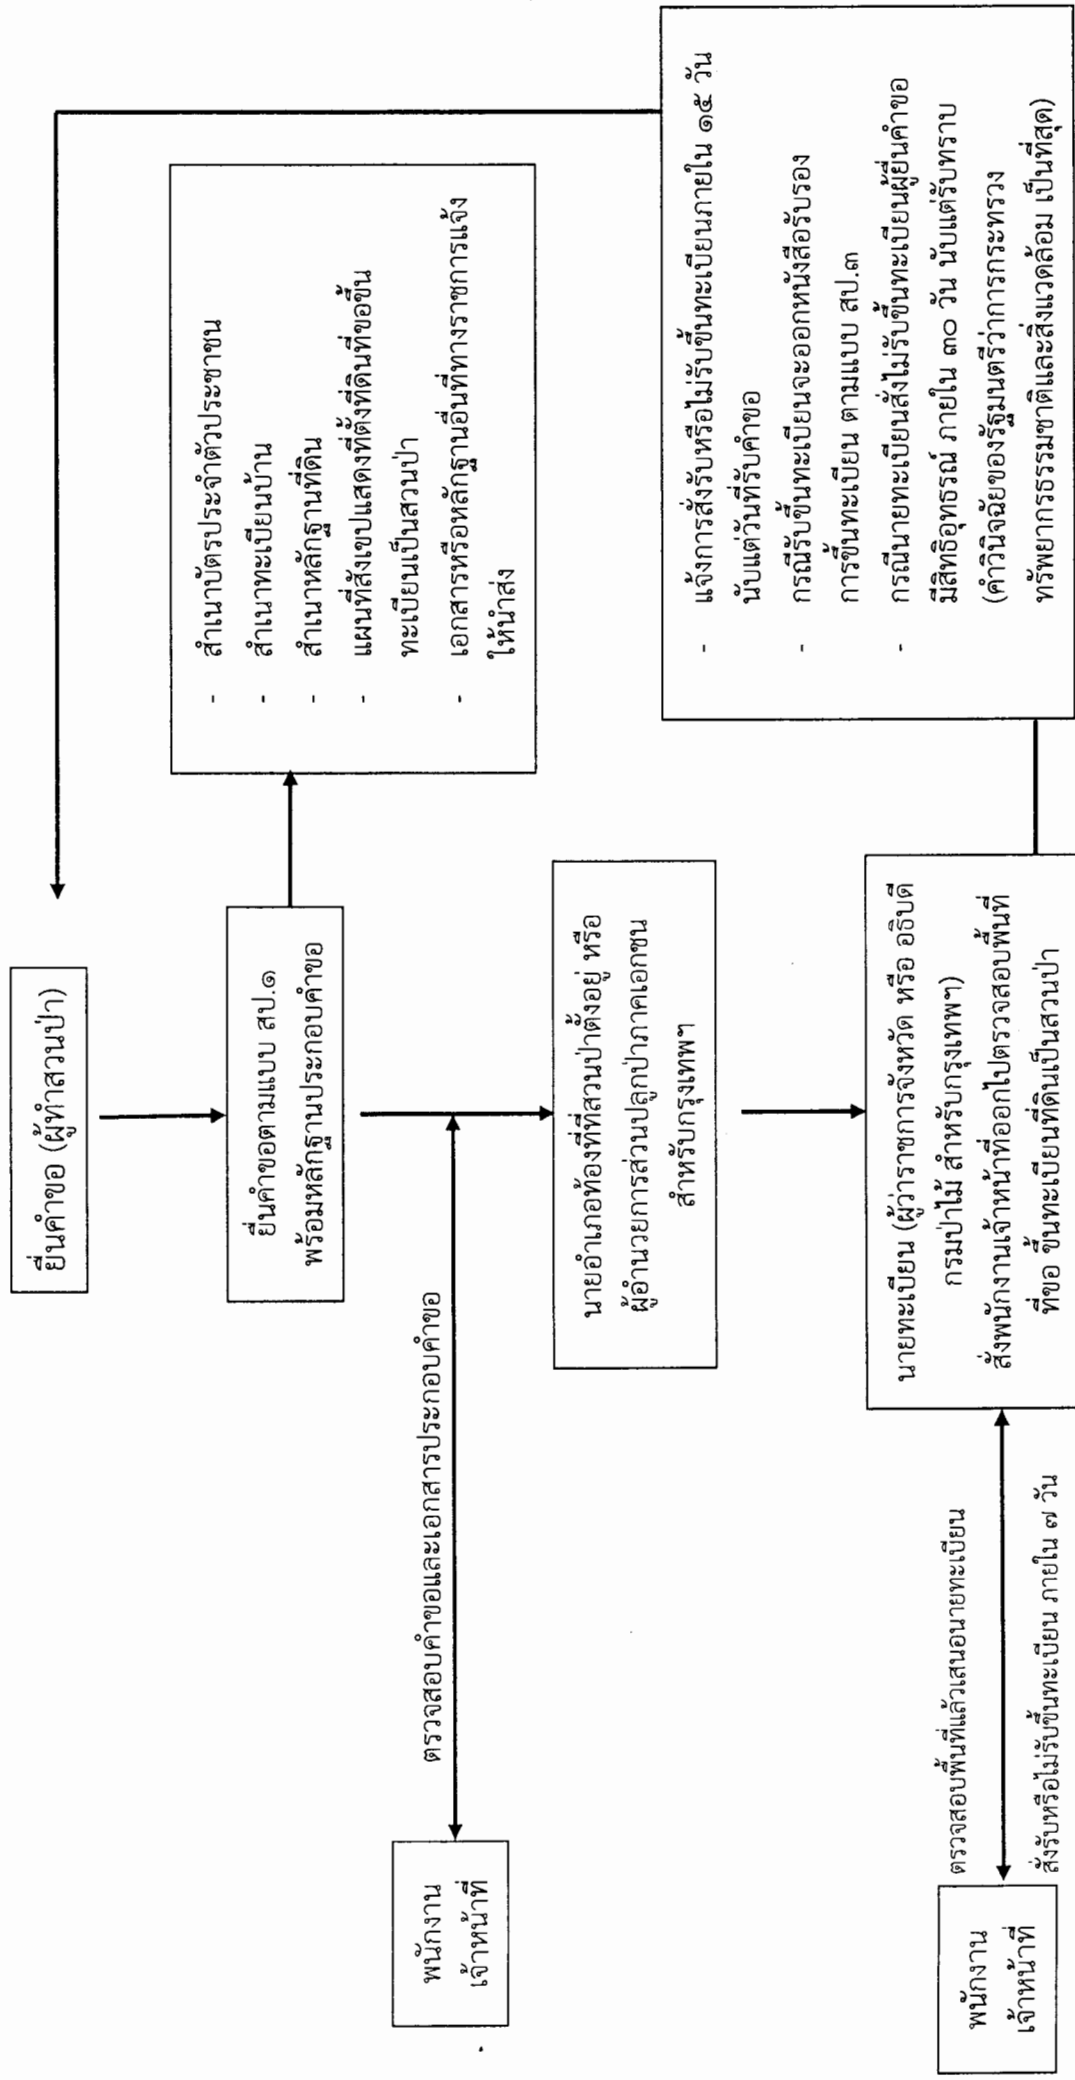 ยื่นคำขอ (ผู้ทำสวนป่า)
ยื่นคำขอตามแบบ สป.๑
พร้อมหลักฐานประกอบคำขอ
- สำเนาบัตรประจำตัวประชาชน
- สำเนาทะเบียนบ้าน
- สำเนาหลักฐานที่ดิน
- แผนที่สังเขปแสดงที่ตั้งที่ดินที่ขอขึ้น
ทะเบียนเป็นสวนป่า
- เอกสารหรือหลักฐานอื่นที่ทางราชการแจ้ง
ให้นำส่ง
พนักงาน
เจ้าหน้าที่
ตรวจสอบคำขอและเอกสารประกอบคำขอ
นายอำเภอท้องที่ที่สวนป่าตั้งอยู่ หรือ
ผู้อำนวยการส่วนปลูกป่าภาคเอกชน
สำหรับกรุงเทพฯ
นายทะเบียน (ผู้ว่าราชการจังหวัด หรือ อธิบดี
กรมป่าไม้ สำหรับกรุงเทพฯ)
สั่งพนักงานเจ้าหน้าที่ออกไปตรวจสอบพื้นที่
ที่ขอ ขึ้นทะเบียนที่ดินเป็นสวนป่า
พนักงาน
เจ้าหน้าที่
ตรวจสอบพื้นที่แล้วเสนอนายทะเบียน
สั่งรับหรือไม่รับขึ้นทะเบียน ภายใน ๗ วัน
- แจ้งการสั่งรับหรือไม่รับขึ้นทะเบียนภายใน ๑๕ วัน
นับแต่วันที่รับคำขอ
- กรณีรับขึ้นทะเบียนจะออกหนังสือรับรอง
การขึ้นทะเบียน ตามแบบ สป.๓
- กรณีนายทะเบียนสั่งไม่รับขึ้นทะเบียนผู้ยื่นคำขอ
มีสิทธิอุทธรณ์ ภายใน ๓๐ วัน นับแต่รับทราบ
(คำวินิจฉัยของรัฐมนตรีว่าการกระทรวง
ทรัพยากรธรรมชาติและสิ่งแวดล้อม เป็นที่สุด)